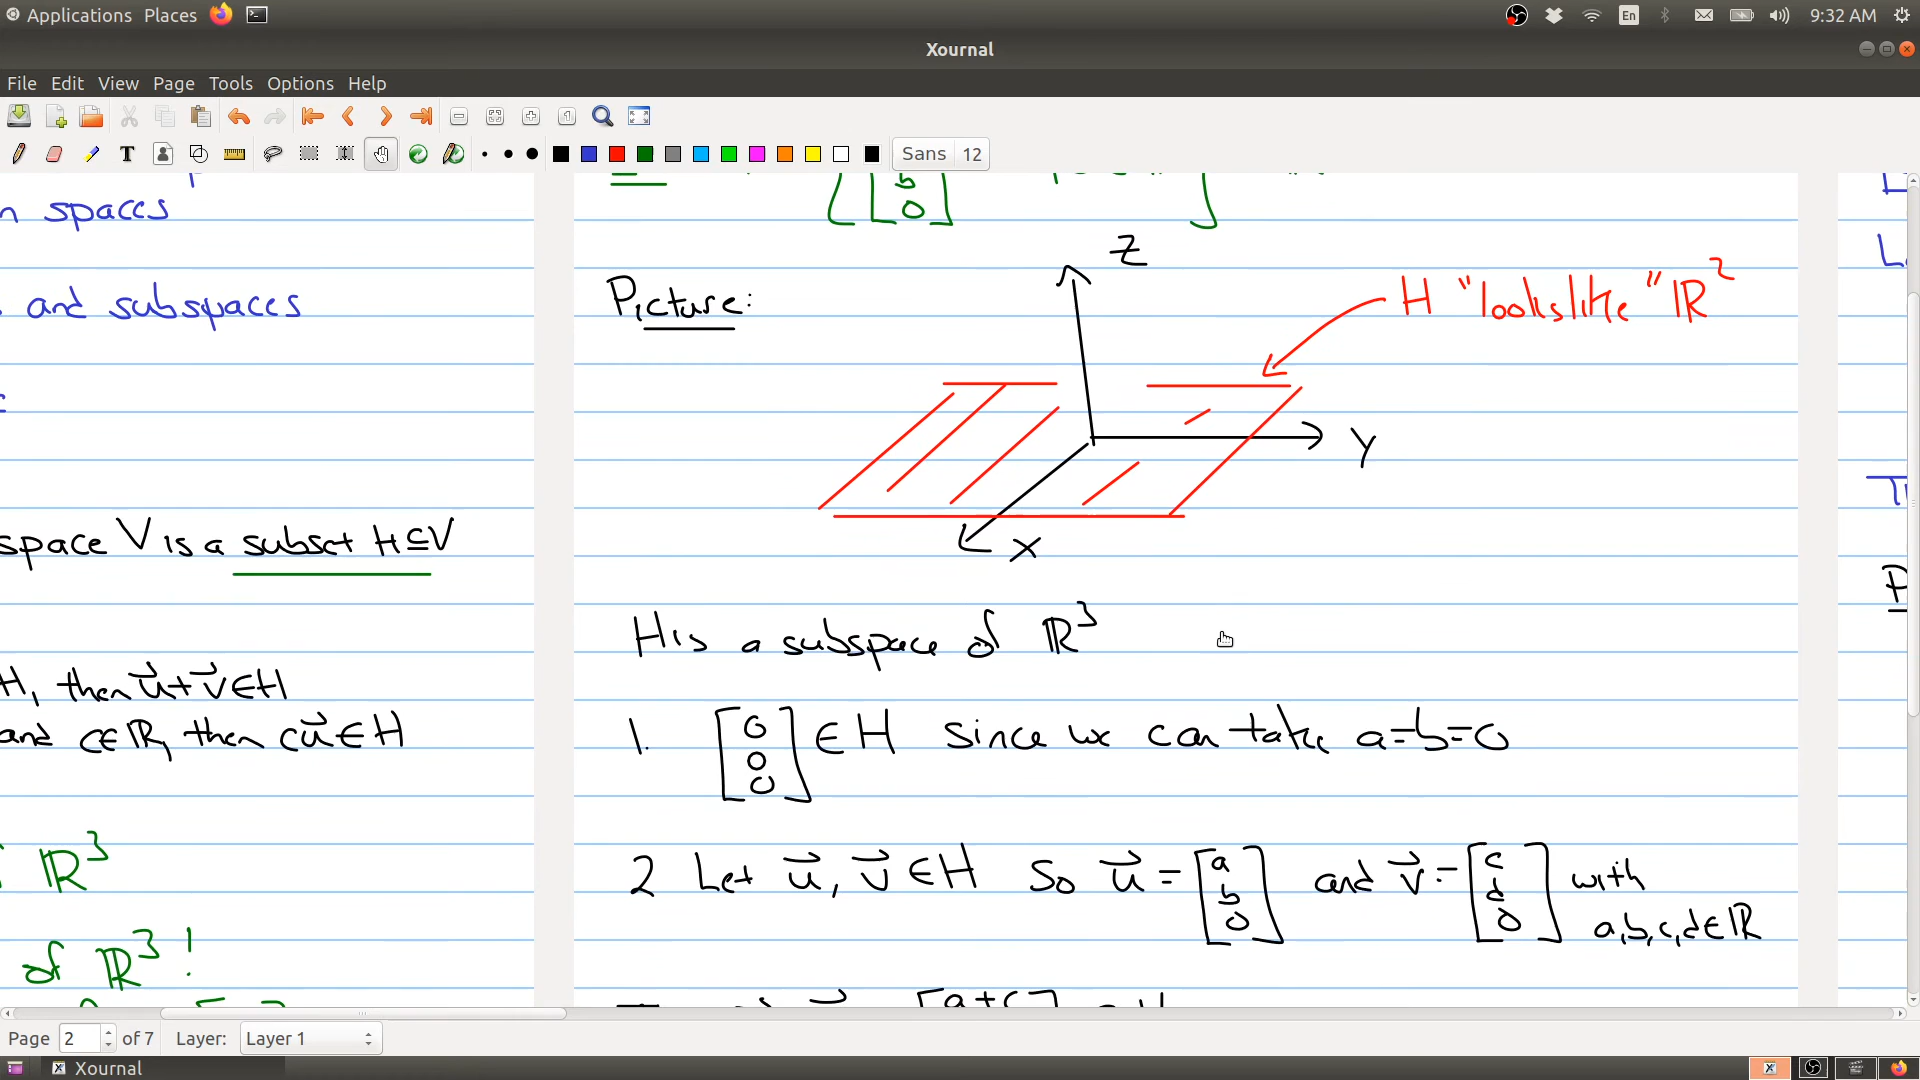 Applications Places En 9:32 AM
Xournal
File Edit View Page Tools Options Help
Sans 12
n spaces
and subspaces
space V is a subset H⊆V
H, then u⃗+v⃗∈H
and c∈ℝ, then cu⃗∈H
ℝ³
of ℝ³!
b
0
Picture:
Z
H "looks like" ℝ²
y
x
H is a subspace of ℝ³
1. [0 0 0] ∈ H since we can take a=b=0
2 Let u⃗, v⃗ ∈ H So u⃗ = [a b 0] and v⃗ = [c d 0] with
a,b,c,d∈ℝ
[a+c] ∈ H
Page 2 of 7 Layer: Layer 1
Xournal